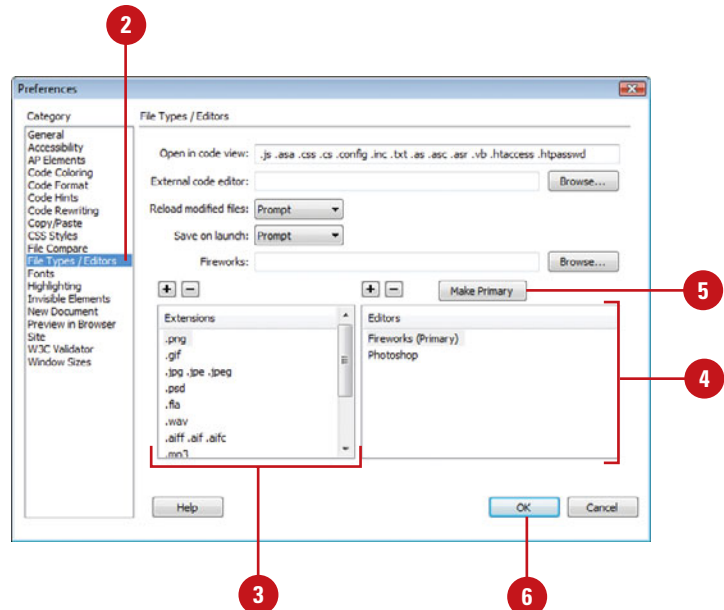 2
Preferences
Category
File Types / Editors
General
Accessibility
AP Elements
Code Coloring
Code Format
Code Hints
Code Rewriting
Copy/Paste
CSS Styles
File Compare
File Types / Editors
Fonts
Highlighting
Invisible Elements
New Document
Preview in Browser
Site
W3C Validator
Window Sizes
Open in code view: .js .asa .css .cs .config .inc .txt .as .asc .asr .vb .htaccess .htpasswd
External code editor: Browse...
Reload modified files: Prompt
Save on launch: Prompt
Fireworks: Browse...
+ − + − Make Primary
5
Extensions
.png
.gif
.jpg .jpe .jpeg
.psd
.fla
.wav
.aiff .aif .aifc
.mp3
Editors
Fireworks (Primary)
Photoshop
4
Help OK Cancel
3 6